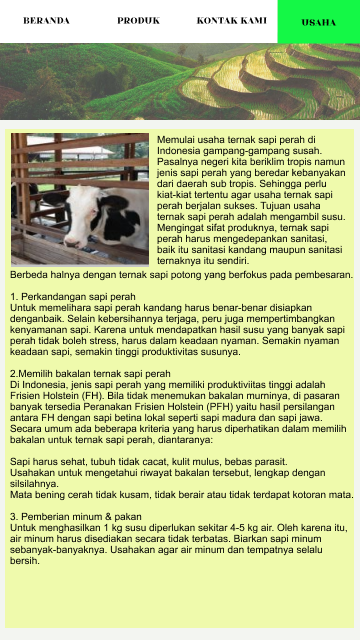 BERANDA PRODUK KONTAK KAMI USAHA
Memulai usaha ternak sapi perah di
Indonesia gampang-gampang susah.
Pasalnya negeri kita beriklim tropis namun
jenis sapi perah yang beredar kebanyakan
dari daerah sub tropis. Sehingga perlu
kiat-kiat tertentu agar usaha ternak sapi
perah berjalan sukses. Tujuan usaha
ternak sapi perah adalah mengambil susu.
Mengingat sifat produknya, ternak sapi
perah harus mengedepankan sanitasi,
baik itu sanitasi kandang maupun sanitasi
ternaknya itu sendiri.
Berbeda halnya dengan ternak sapi potong yang berfokus pada pembesaran.
1. Perkandangan sapi perah
Untuk memelihara sapi perah kandang harus benar-benar disiapkan
denganbaik. Selain kebersihannya terjaga, peru juga mempertimbangkan
kenyamanan sapi. Karena untuk mendapatkan hasil susu yang banyak sapi
perah tidak boleh stress, harus dalam keadaan nyaman. Semakin nyaman
keadaan sapi, semakin tinggi produktivitas susunya.
2.Memilih bakalan ternak sapi perah
Di Indonesia, jenis sapi perah yang memiliki produktiviitas tinggi adalah
Frisien Holstein (FH). Bila tidak menemukan bakalan murninya, di pasaran
banyak tersedia Peranakan Frisien Holstein (PFH) yaitu hasil persilangan
antara FH dengan sapi betina lokal seperti sapi madura dan sapi jawa.
Secara umum ada beberapa kriteria yang harus diperhatikan dalam memilih
bakalan untuk ternak sapi perah, diantaranya:
Sapi harus sehat, tubuh tidak cacat, kulit mulus, bebas parasit.
Usahakan untuk mengetahui riwayat bakalan tersebut, lengkap dengan
silsilahnya.
Mata bening cerah tidak kusam, tidak berair atau tidak terdapat kotoran mata.
3. Pemberian minum & pakan
Untuk menghasilkan 1 kg susu diperlukan sekitar 4-5 kg air. Oleh karena itu,
air minum harus disediakan secara tidak terbatas. Biarkan sapi minum
sebanyak-banyaknya. Usahakan agar air minum dan tempatnya selalu
bersih.